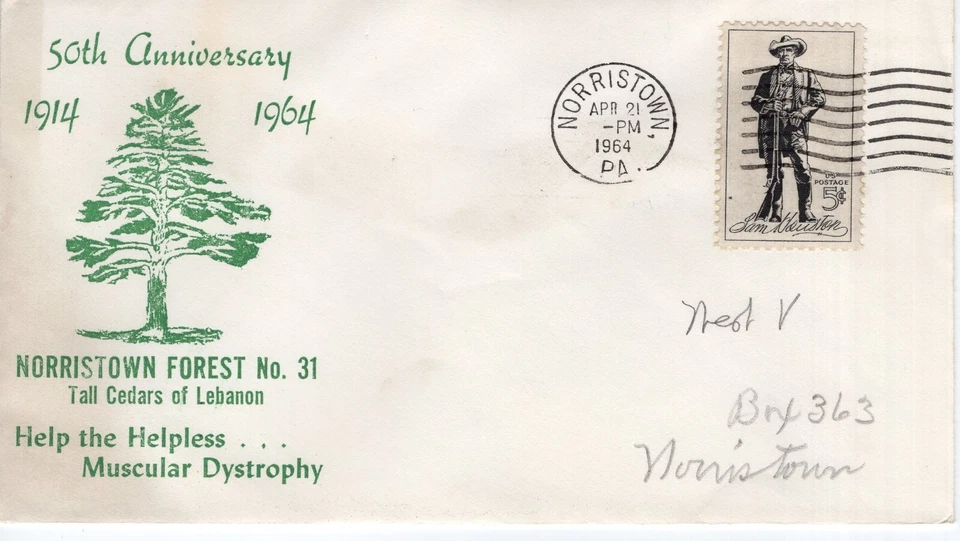 50th Anniversary
1914 1964
NORRISTOWN FOREST No. 31
Tall Cedars of Lebanon
Help the Helpless . . .
Muscular Dystrophy
NORRISTOWN,
APR 21
-PM
1964
PA.
US
POSTAGE
5¢
Sam Houston
V
Box 363
Norristown